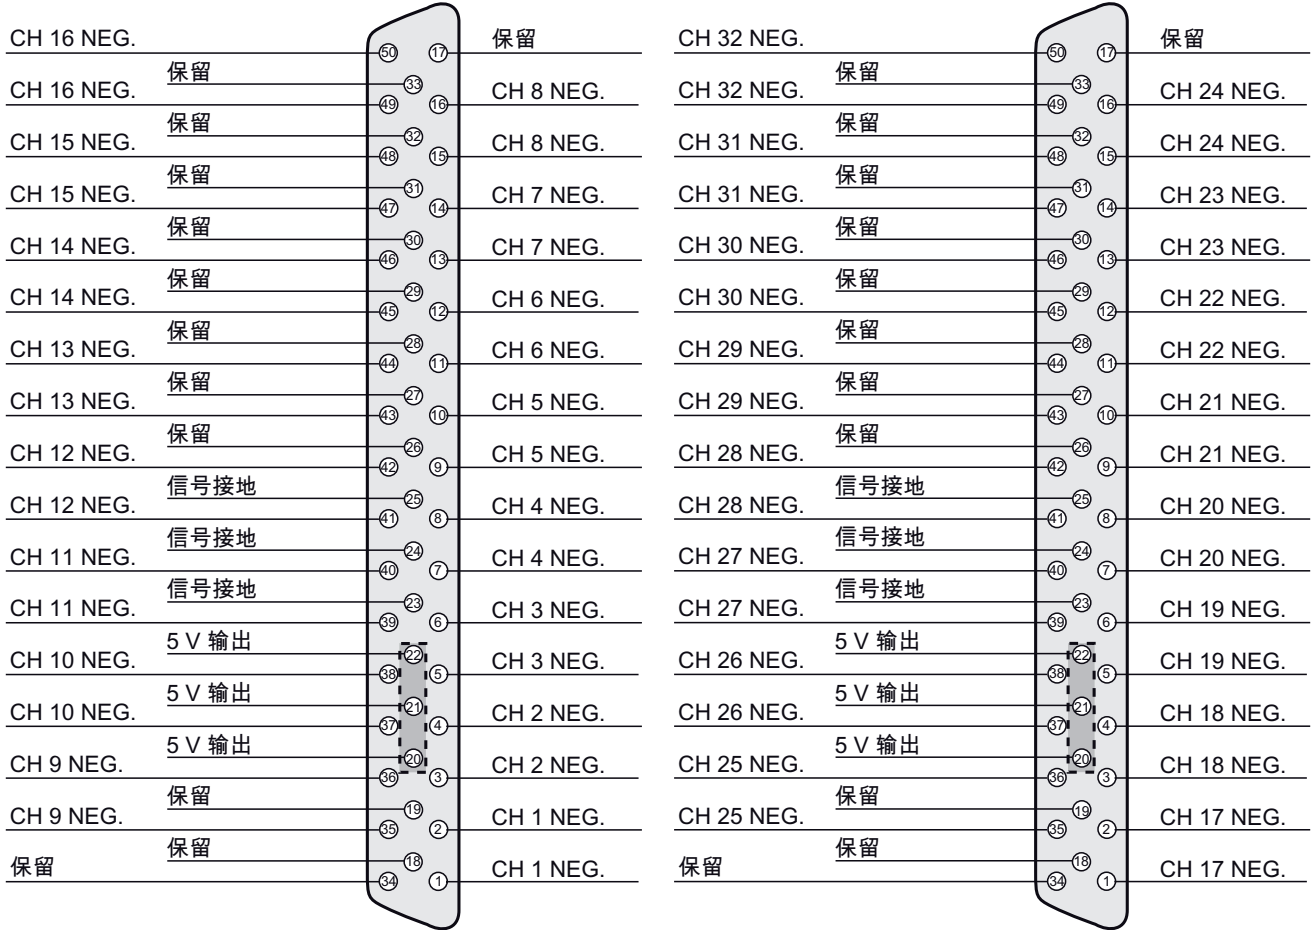 CH 16 NEG. 50 17 保留
保留 33
CH 16 NEG. 49 16 CH 8 NEG.
保留 32
CH 15 NEG. 48 15 CH 8 NEG.
保留 31
CH 15 NEG. 47 14 CH 7 NEG.
保留 30
CH 14 NEG. 46 13 CH 7 NEG.
保留 29
CH 14 NEG. 45 12 CH 6 NEG.
保留 28
CH 13 NEG. 44 11 CH 6 NEG.
保留 27
CH 13 NEG. 43 10 CH 5 NEG.
保留 26
CH 12 NEG. 42 9 CH 5 NEG.
信号接地 25
CH 12 NEG. 41 8 CH 4 NEG.
信号接地 24
CH 11 NEG. 40 7 CH 4 NEG.
信号接地 23
CH 11 NEG. 39 6 CH 3 NEG.
5 V 输出 22
CH 10 NEG. 38 5 CH 3 NEG.
5 V 输出 21
CH 10 NEG. 37 4 CH 2 NEG.
5 V 输出 20
CH 9 NEG. 36 3 CH 2 NEG.
保留 19
CH 9 NEG. 35 2 CH 1 NEG.
保留 18
保留 34 1 CH 1 NEG.
CH 32 NEG. 50 17 保留
保留 33
CH 32 NEG. 49 16 CH 24 NEG.
保留 32
CH 31 NEG. 48 15 CH 24 NEG.
保留 31
CH 31 NEG. 47 14 CH 23 NEG.
保留 30
CH 30 NEG. 46 13 CH 23 NEG.
保留 29
CH 30 NEG. 45 12 CH 22 NEG.
保留 28
CH 29 NEG. 44 11 CH 22 NEG.
保留 27
CH 29 NEG. 43 10 CH 21 NEG.
保留 26
CH 28 NEG. 42 9 CH 21 NEG.
信号接地 25
CH 28 NEG. 41 8 CH 20 NEG.
信号接地 24
CH 27 NEG. 40 7 CH 20 NEG.
信号接地 23
CH 27 NEG. 39 6 CH 19 NEG.
5 V 输出 22
CH 26 NEG. 38 5 CH 19 NEG.
5 V 输出 21
CH 26 NEG. 37 4 CH 18 NEG.
5 V 输出 20
CH 25 NEG. 36 3 CH 18 NEG.
保留 19
CH 25 NEG. 35 2 CH 17 NEG.
保留 18
保留 34 1 CH 17 NEG.